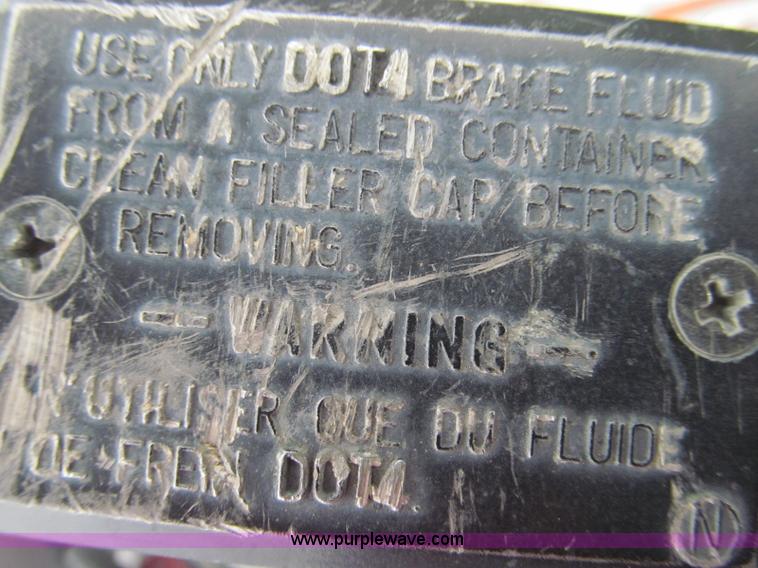 USE ONLY DOT4 BRAKE FLUID
FROM A SEALED CONTAINER.
CLEAN FILLER CAP BEFORE
REMOVING.
- WARNING -
N'UTILISER QUE DU FLUIDE
DE FREIN DOT4.
N
www.purplewave.com